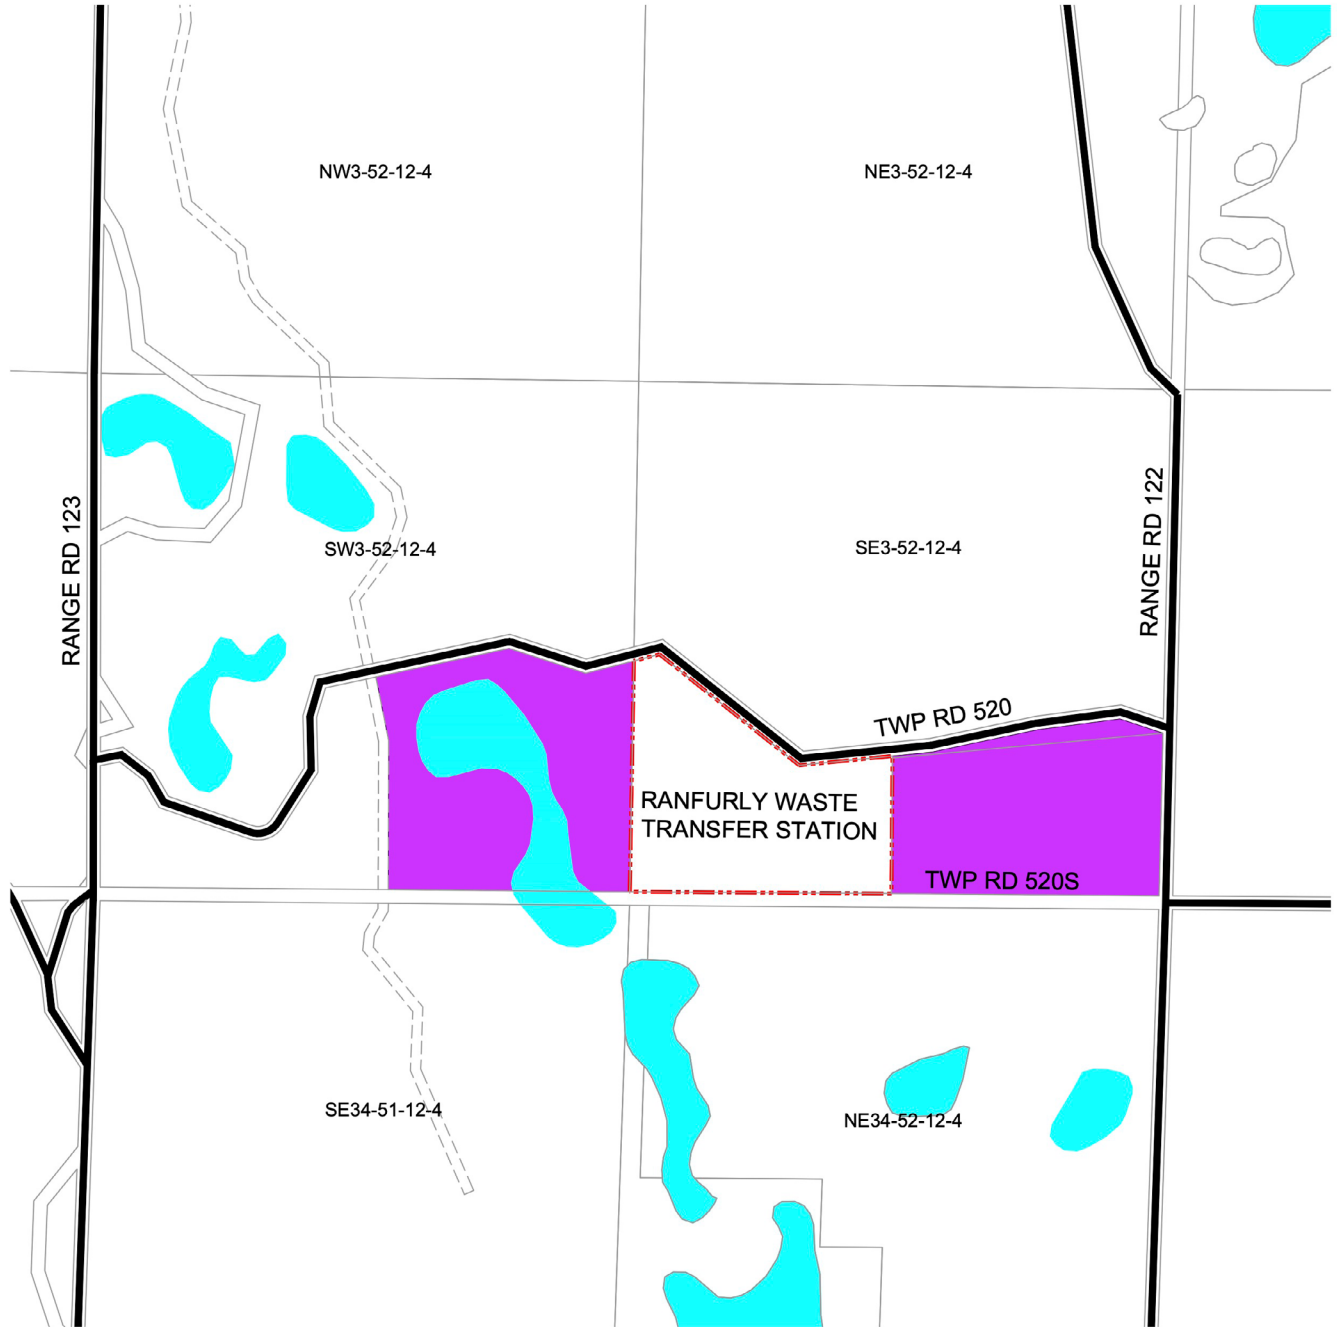 NW3-52-12-4
NE3-52-12-4
RANGE RD 123
RANGE RD 122
SW3-52-12-4
SE3-52-12-4
TWP RD 520
RANFURLY WASTE
TRANSFER STATION
TWP RD 520S
SE34-51-12-4
NE34-52-12-4